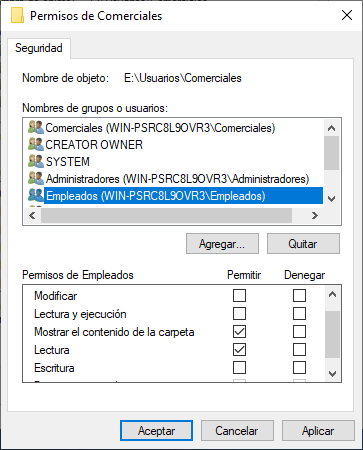 Permisos de Comerciales
Seguridad
Nombre de objeto: E:\Usuarios\Comerciales
Nombres de grupos o usuarios:
Comerciales (WIN-PSRC8L9OVR3\Comerciales)
CREATOR OWNER
SYSTEM
Administradores (WIN-PSRC8L9OVR3\Administradores)
Empleados (WIN-PSRC8L9OVR3\Empleados)
Agregar... Quitar
Permisos de Empleados Permitir Denegar
Modificar
Lectura y ejecución
Mostrar el contenido de la carpeta
Lectura
Escritura
Aceptar Cancelar Aplicar